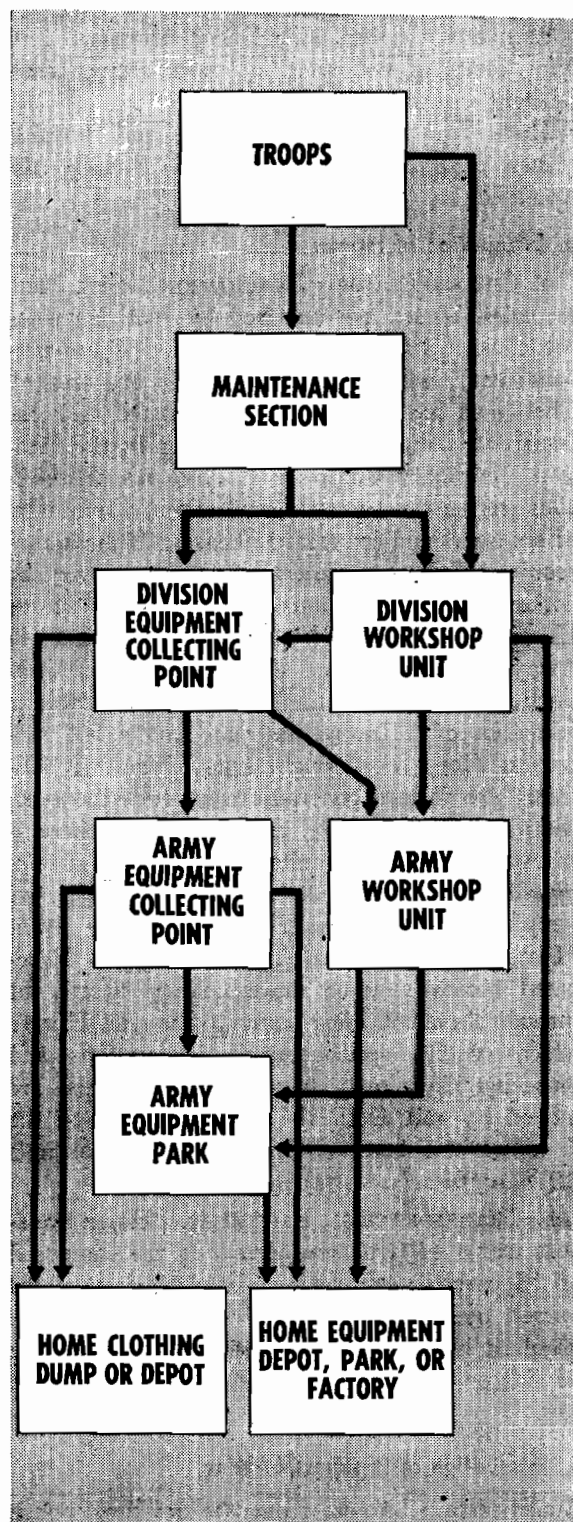 TROOPS
MAINTENANCE
SECTION
DIVISION
EQUIPMENT
COLLECTING
POINT
DIVISION
WORKSHOP
UNIT
ARMY
EQUIPMENT
COLLECTING
POINT
ARMY
WORKSHOP
UNIT
ARMY
EQUIPMENT
PARK
HOME CLOTHING
DUMP OR DEPOT
HOME EQUIPMENT
DEPOT, PARK, OR
FACTORY